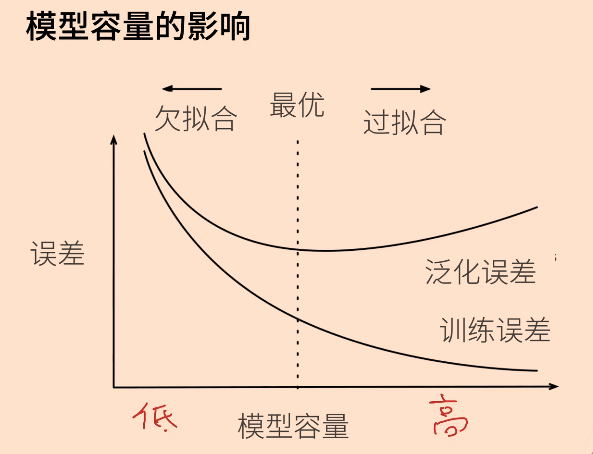 模型容量的影响
欠拟合
最优
过拟合
误差
泛化误差
训练误差
低
模型容量
高